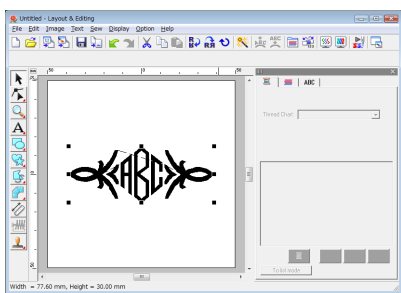 Untitled - Layout & Editing
File Edit Image Text Sew Display Option Help
ABC
Thread Chart:
ABC
To list mode
Width = 77.60 mm, Height = 30.00 mm